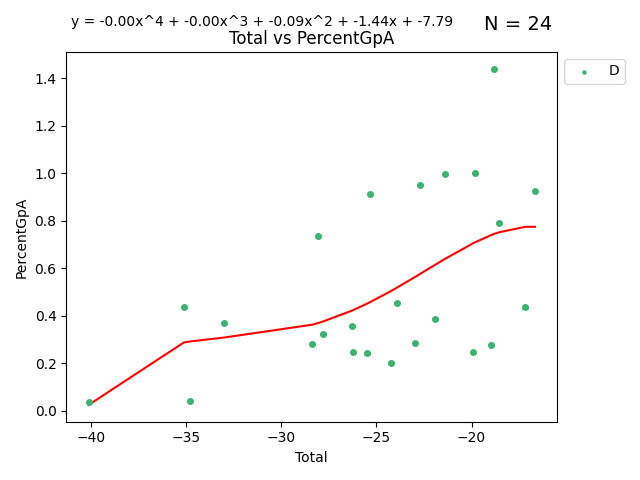 y = -0.00x^4 + -0.00x^3 + -0.09x^2 + -1.44x + -7.79
N = 24
Total vs PercentGpA
D
PercentGpA
1.4
1.2
1.0
0.8
0.6
0.4
0.2
0.0
−40 −35 −30 −25 −20
Total